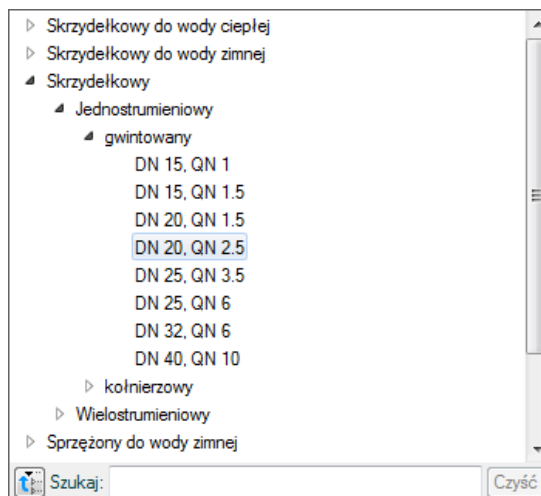 Skrzydełkowy do wody ciepłej
Skrzydełkowy do wody zimnej
Skrzydełkowy
Jednostrumieniowy
gwintowany
DN 15, QN 1
DN 15, QN 1.5
DN 20, QN 1.5
DN 20, QN 2.5
DN 25, QN 3.5
DN 25, QN 6
DN 32, QN 6
DN 40, QN 10
kołnierzowy
Wielostrumieniowy
Sprzężony do wody zimnej
Szukaj: Czyść